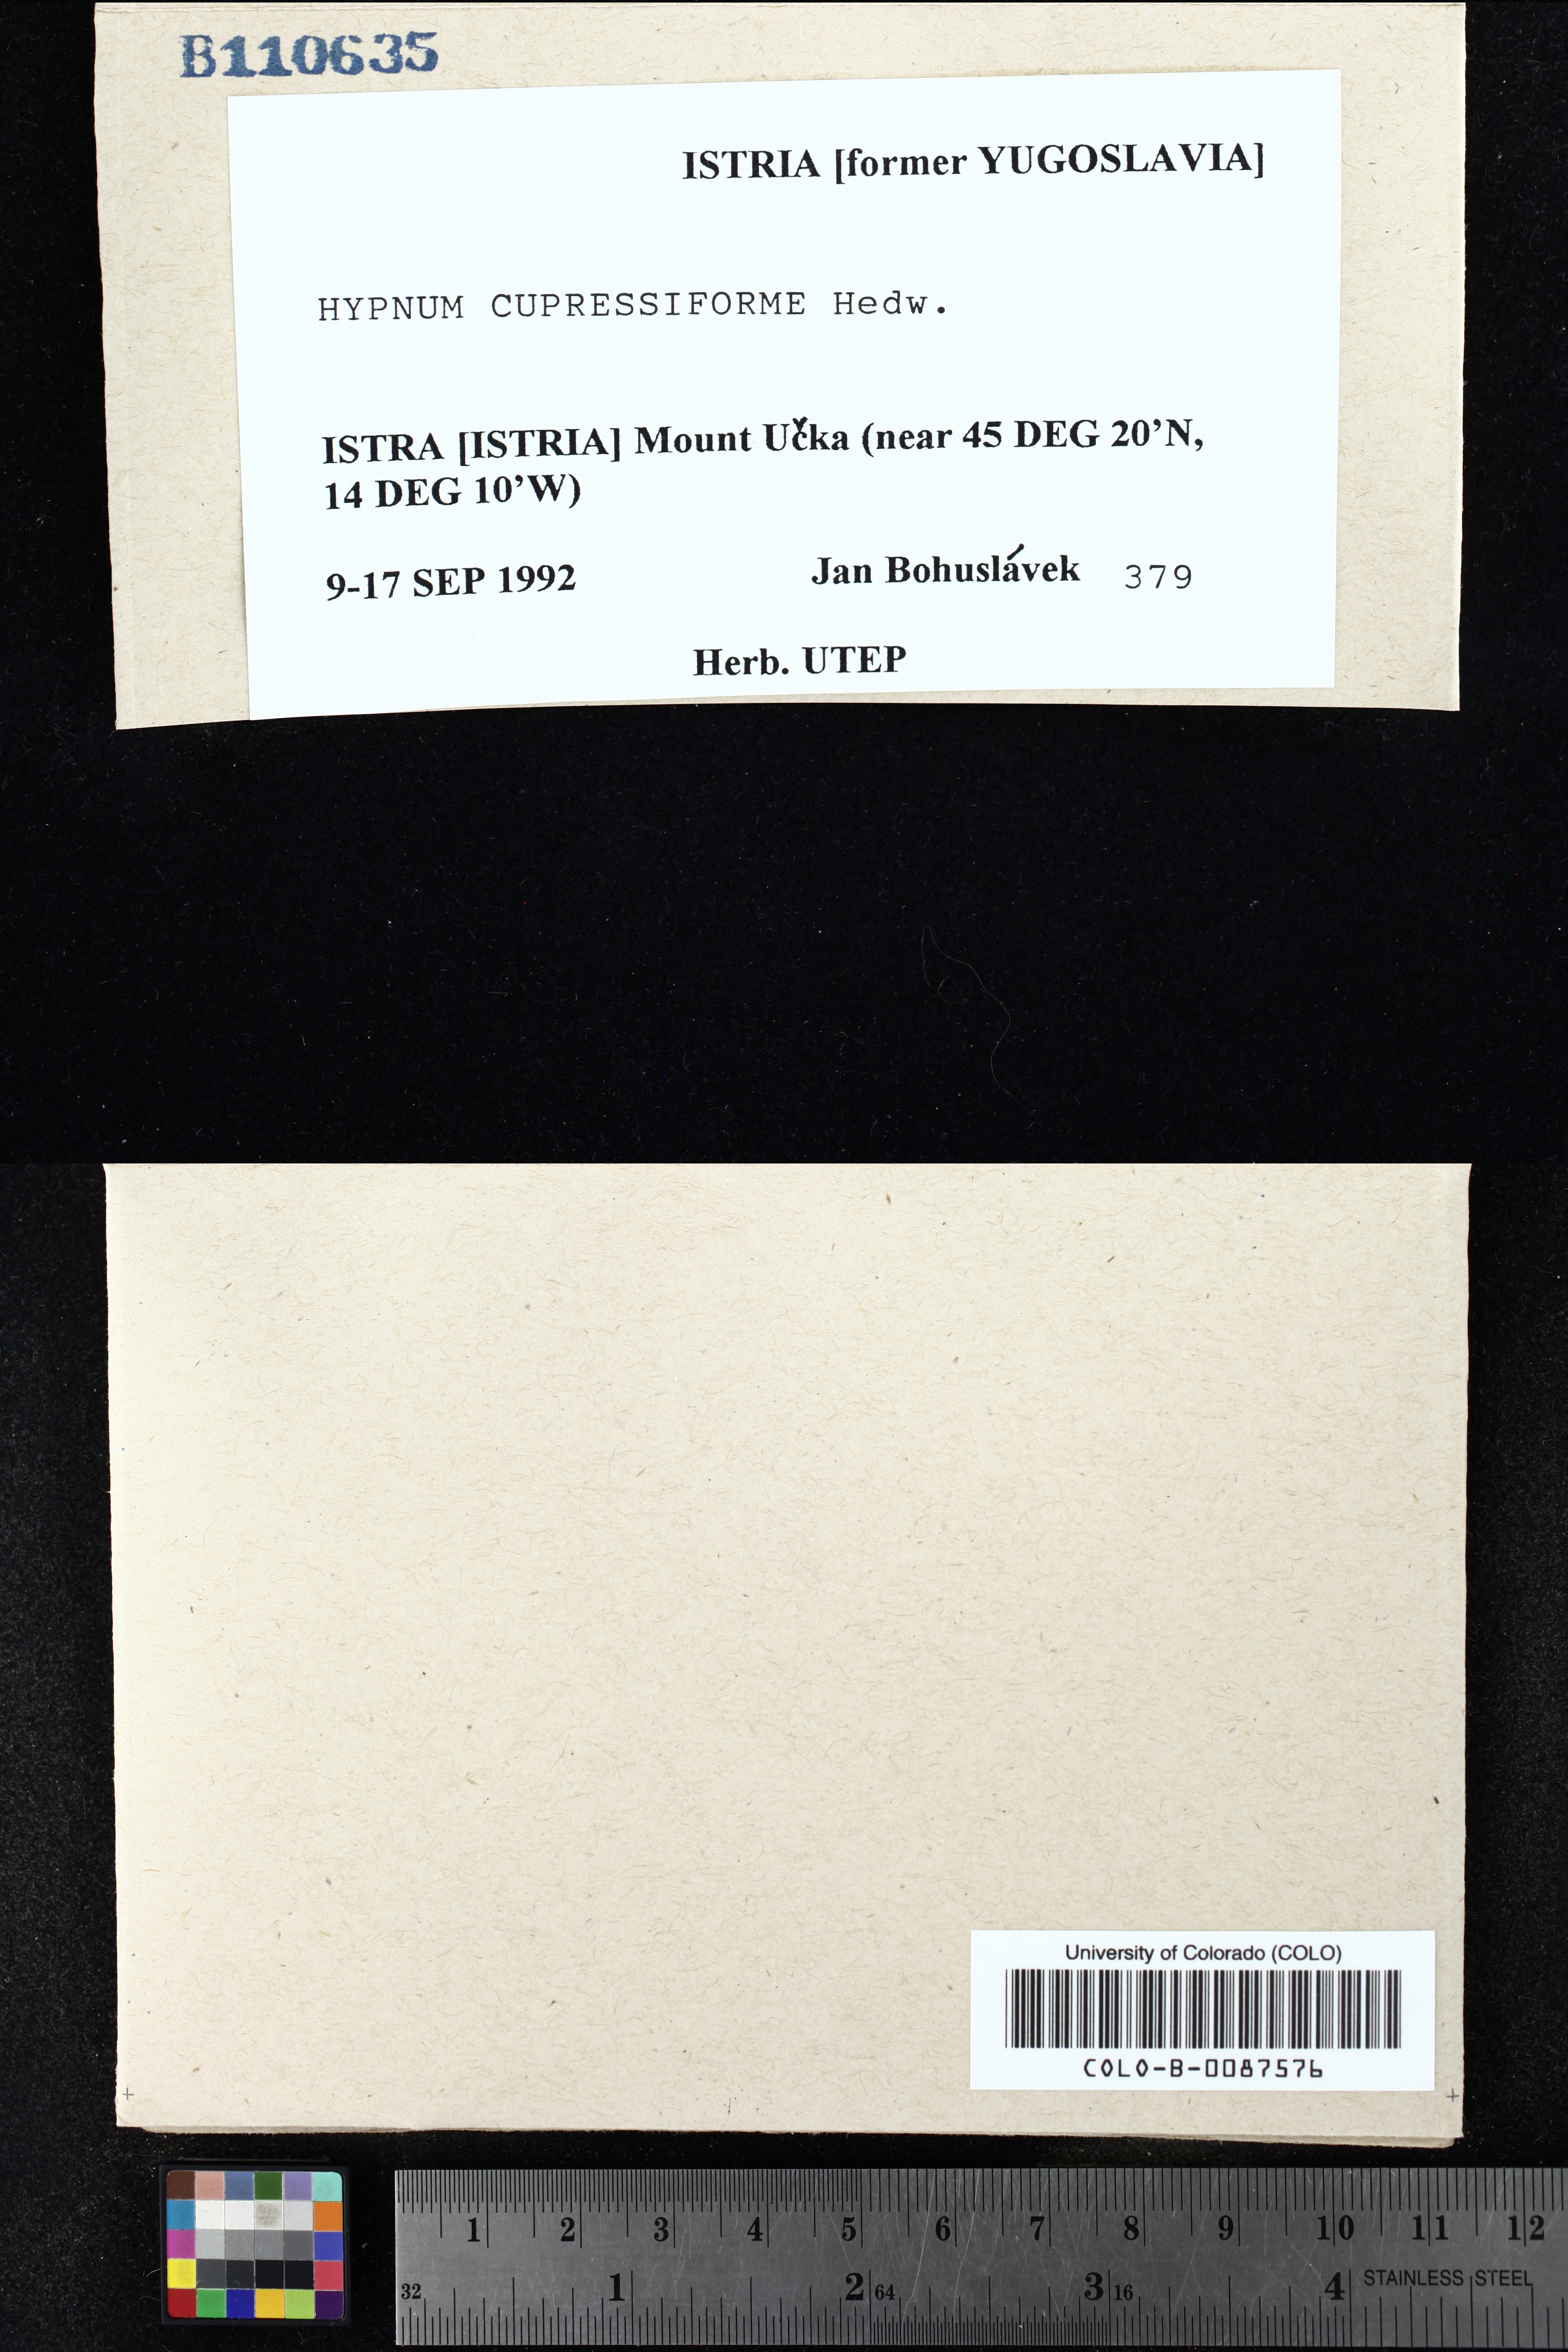 B110635
ISTRIA [former YUGOSLAVIA]
HYPNUM CUPRESSIFORME Hedw.
ISTRA [ISTRIA] Mount Učka (near 45 DEG 20’N,
14 DEG 10’W)
9-17 SEP 1992 Jan Bohuslávek 379
Herb. UTEP
University of Colorado (COLO)
COLO-B-0087576
1 2 3 4 5 6 7 8 9 10 11 12
32 1 2 64 3 16 4 STAINLESS STEEL